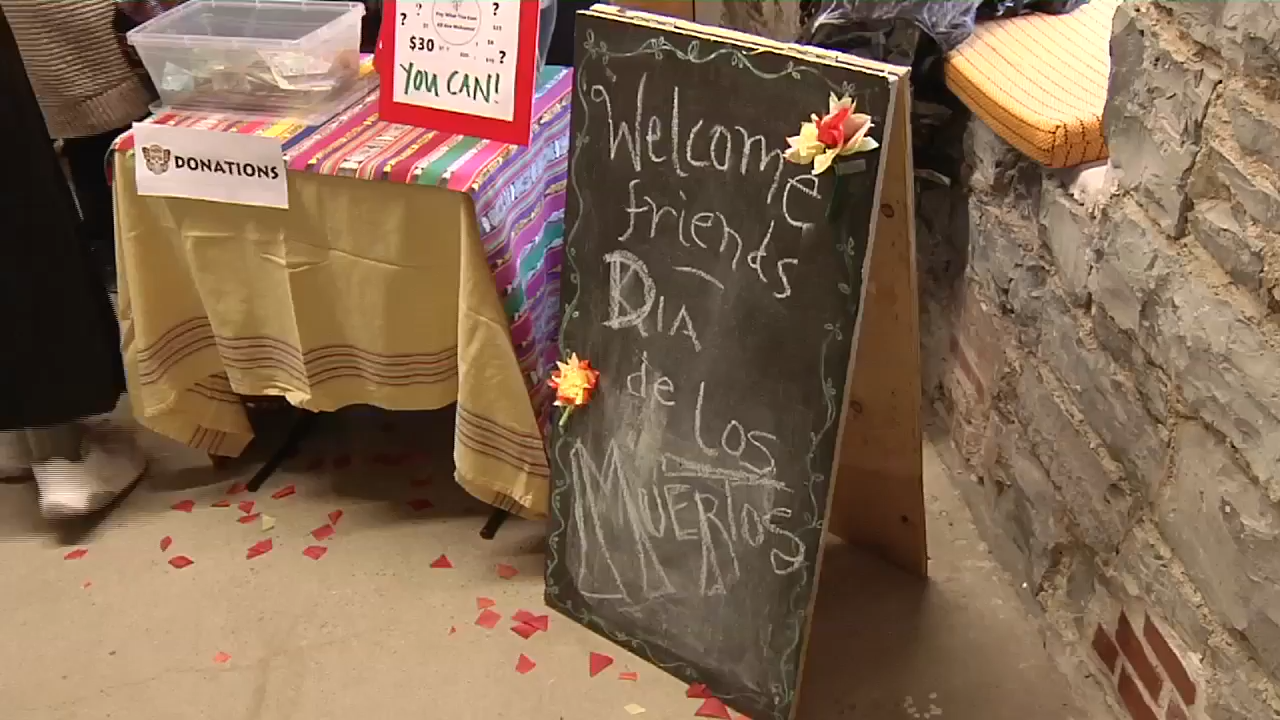 ? ?
$30 ?
YOU CAN!
DONATIONS
Welcome
friends
DIA
de Los
MUERTOS